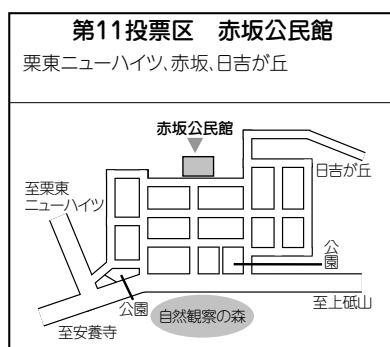 第11投票区　赤坂公民館
栗東ニューハイツ、赤坂、日吉が丘
赤坂公民館
日吉が丘
至栗東
ニューハイツ
公
園
公園
至上砥山
自然観察の森
至安養寺